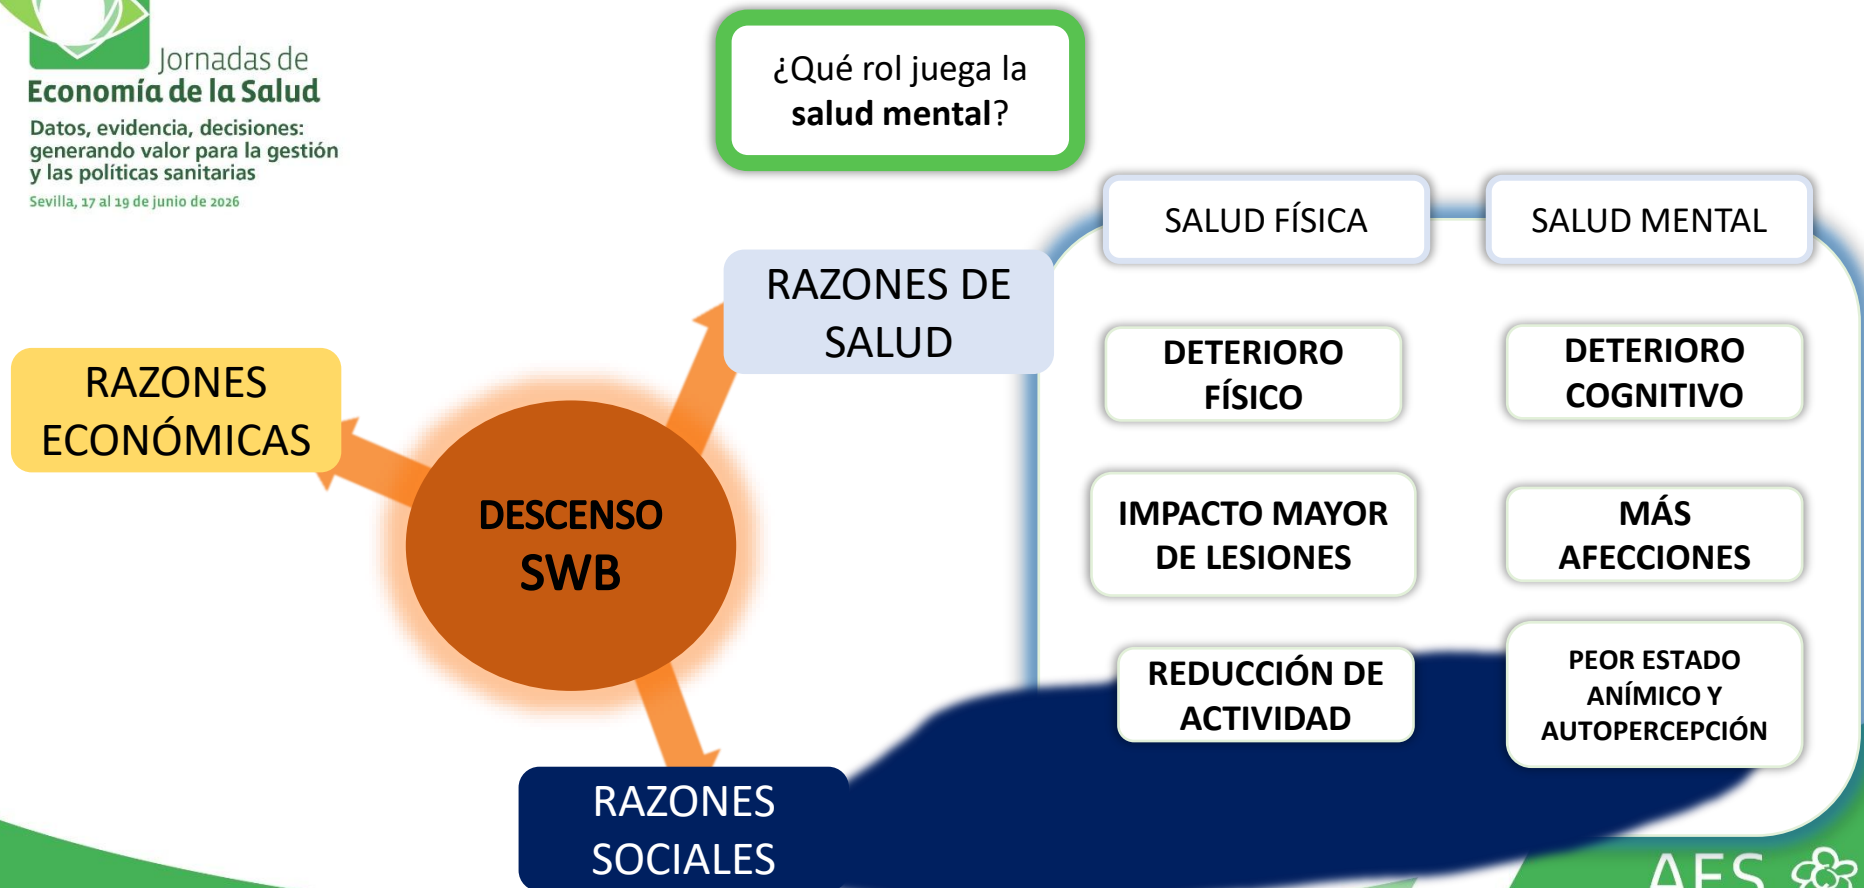 Jornadas de
Economía de la Salud
Datos, evidencia, decisiones:
generando valor para la gestión
y las políticas sanitarias
Sevilla, 17 al 19 de junio de 2026
¿Qué rol juega la
salud mental?
SALUD FÍSICA
SALUD MENTAL
RAZONES DE
SALUD
RAZONES
ECONÓMICAS
DESCENSO
SWB
RAZONES
SOCIALES
DETERIORO
FÍSICO
DETERIORO
COGNITIVO
IMPACTO MAYOR
DE LESIONES
MÁS
AFECCIONES
REDUCCIÓN DE
ACTIVIDAD
PEOR ESTADO
ANÍMICO Y
AUTOPERCEPCIÓN
AES